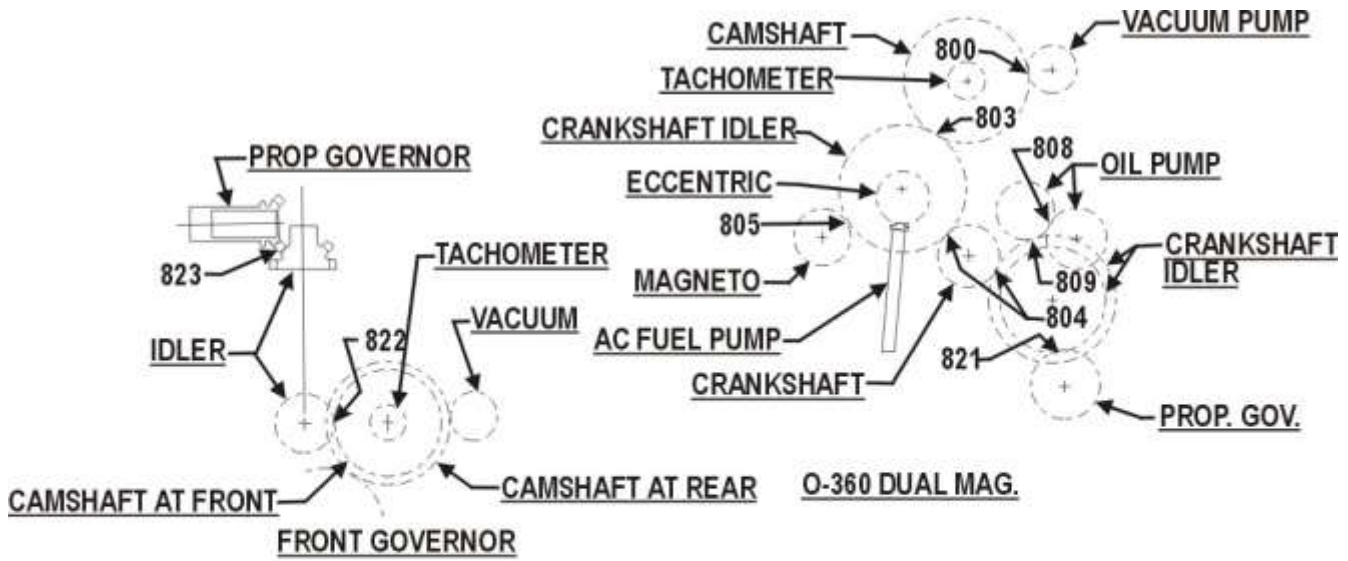 CAMSHAFT
800
VACUUM PUMP
TACHOMETER
803
CRANKSHAFT IDLER
808
OIL PUMP
PROP GOVERNOR
ECCENTRIC
805
823
TACHOMETER
MAGNETO
809
CRANKSHAFT
IDLER
804
VACUUM
822
IDLER
AC FUEL PUMP
821
CRANKSHAFT
PROP. GOV.
CAMSHAFT AT FRONT
CAMSHAFT AT REAR
O-360 DUAL MAG.
FRONT GOVERNOR